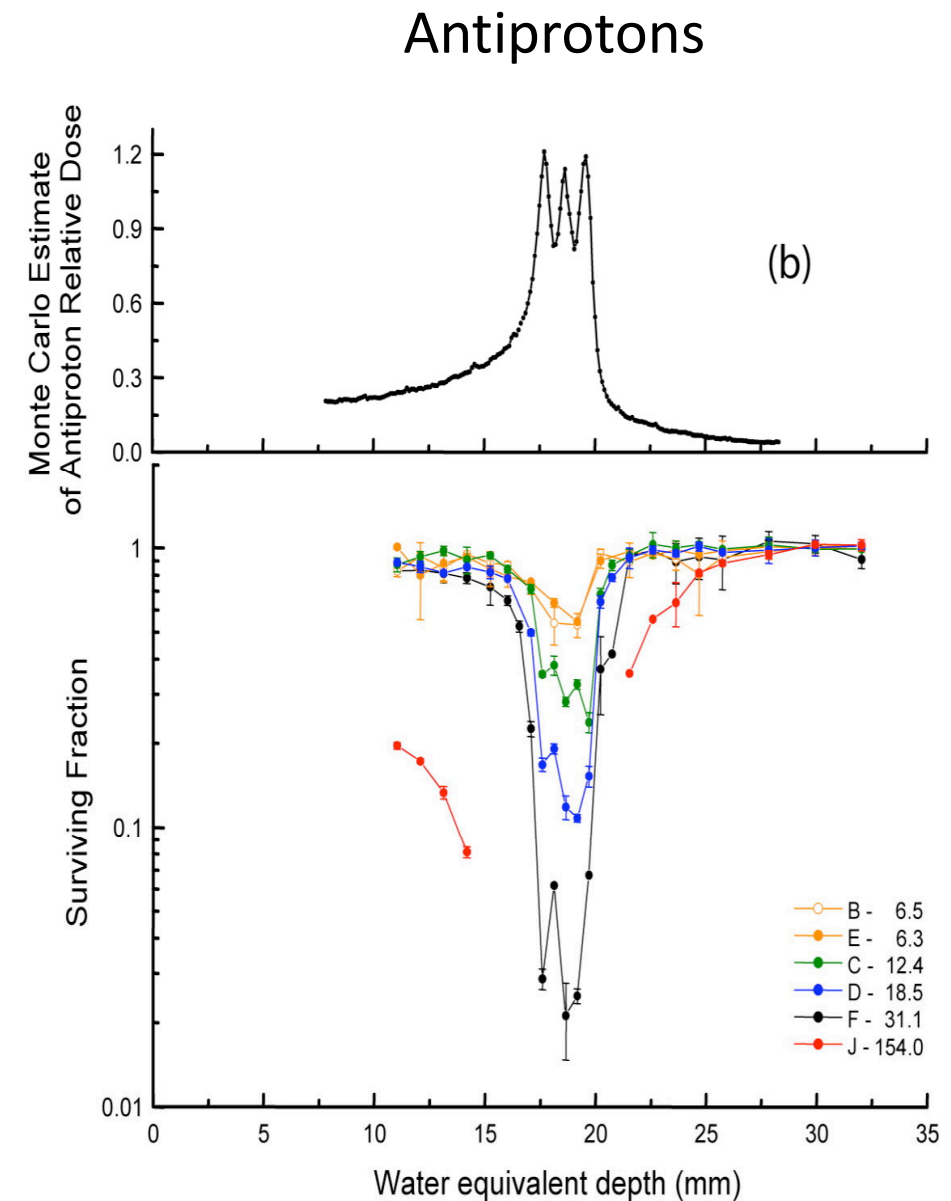 Antiprotons
Monte Carlo Estimate
of Antiproton Relative Dose
1.2
0.9
0.6
0.3
0.0
(b)
Surviving Fraction
1
0.1
0.01
B - 6.5
E - 6.3
C - 12.4
D - 18.5
F - 31.1
J - 154.0
0 5 10 15 20 25 30 35
Water equivalent depth (mm)